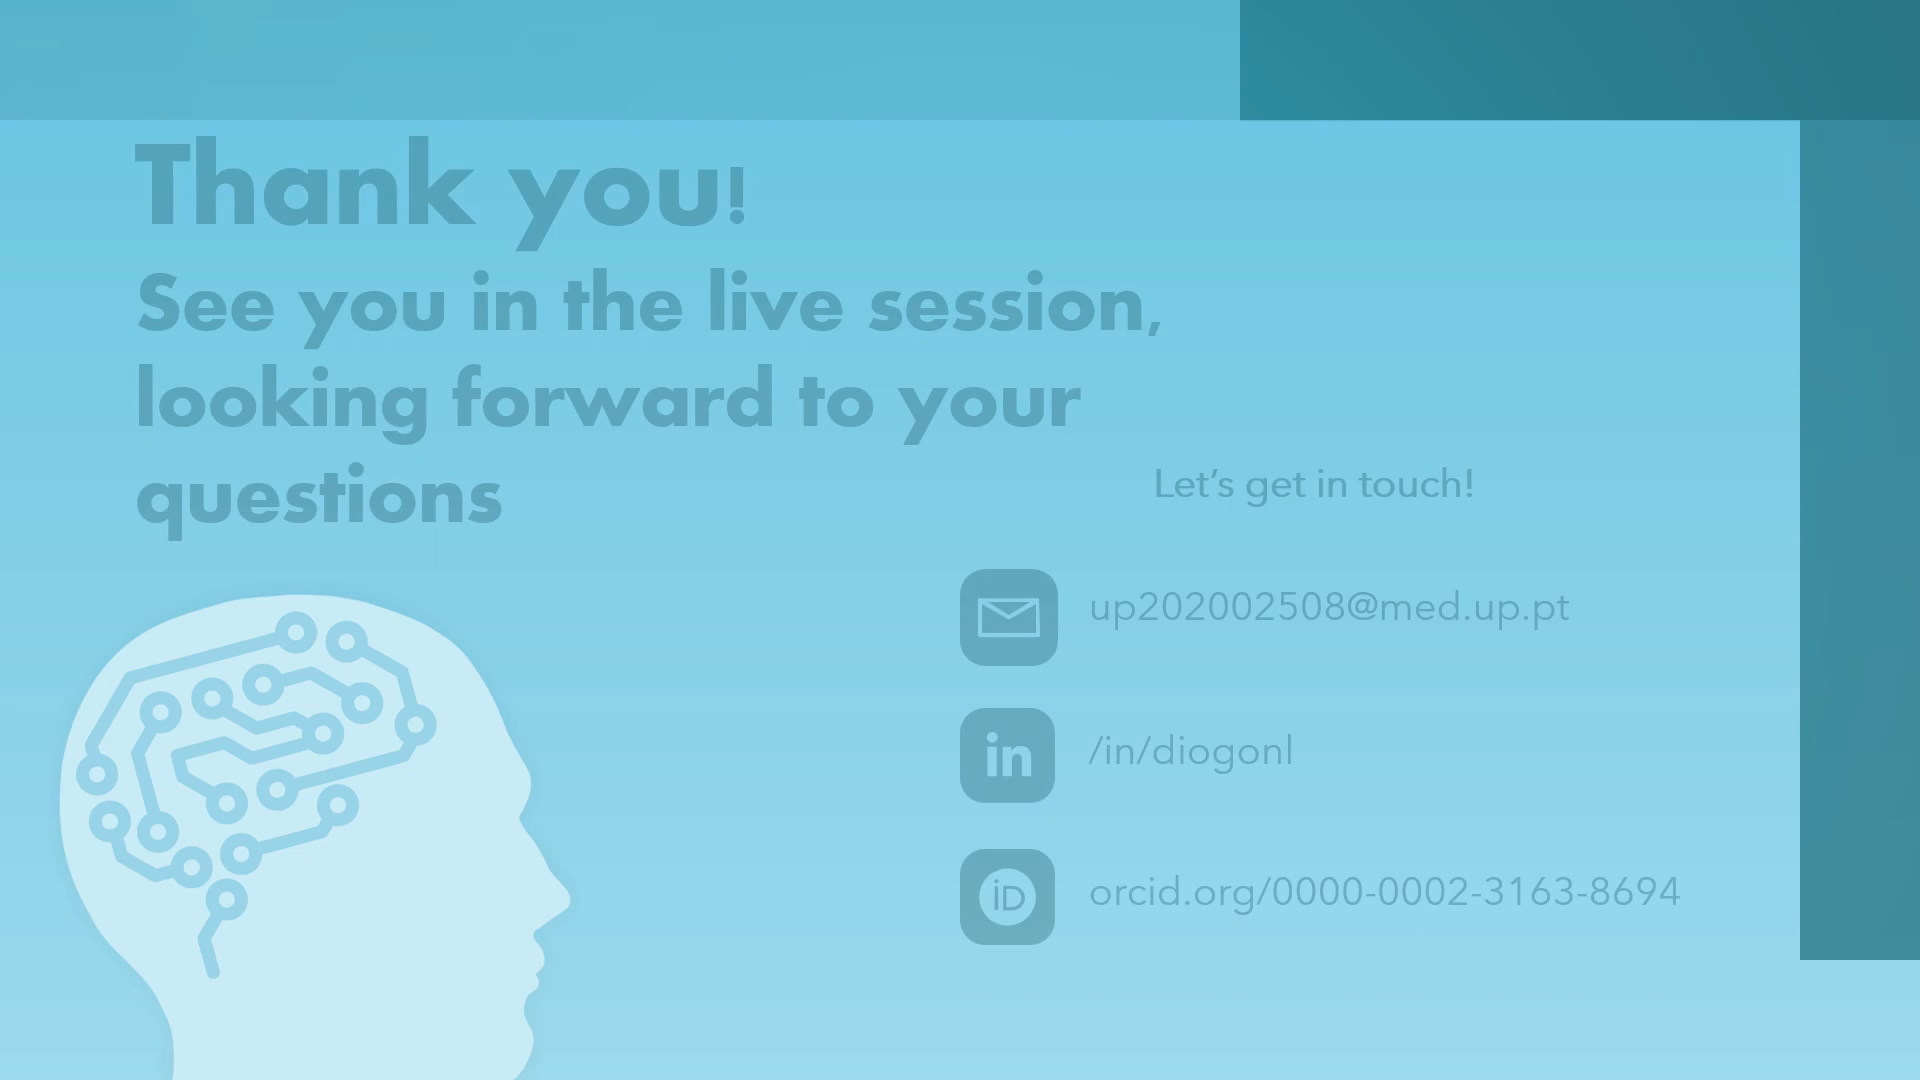 Thank you!
See you in the live session,
looking forward to your
questions
Let’s get in touch!
up202002508@med.up.pt
in /in/diogonl
iD orcid.org/0000-0002-3163-8694